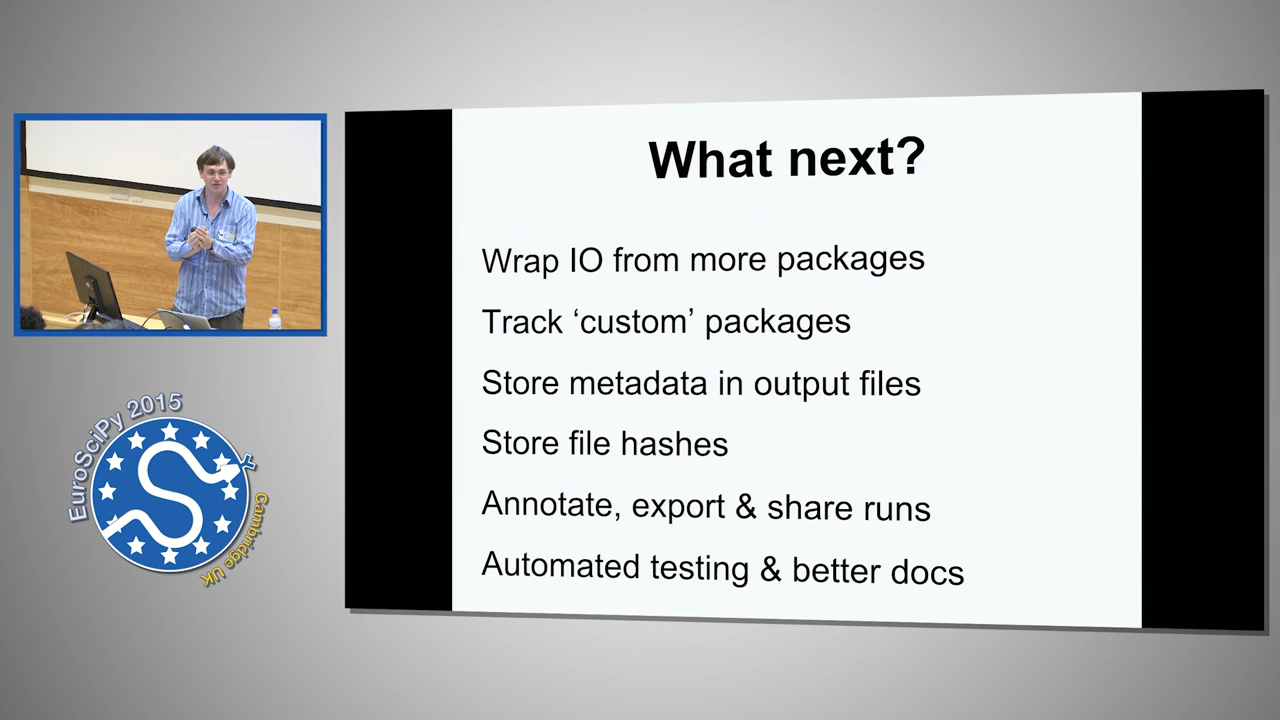 What next?
Wrap IO from more packages
Track ‘custom’ packages
Store metadata in output files
Store file hashes
Annotate, export & share runs
Automated testing & better docs
EuroSciPy 2015
Cambridge UK